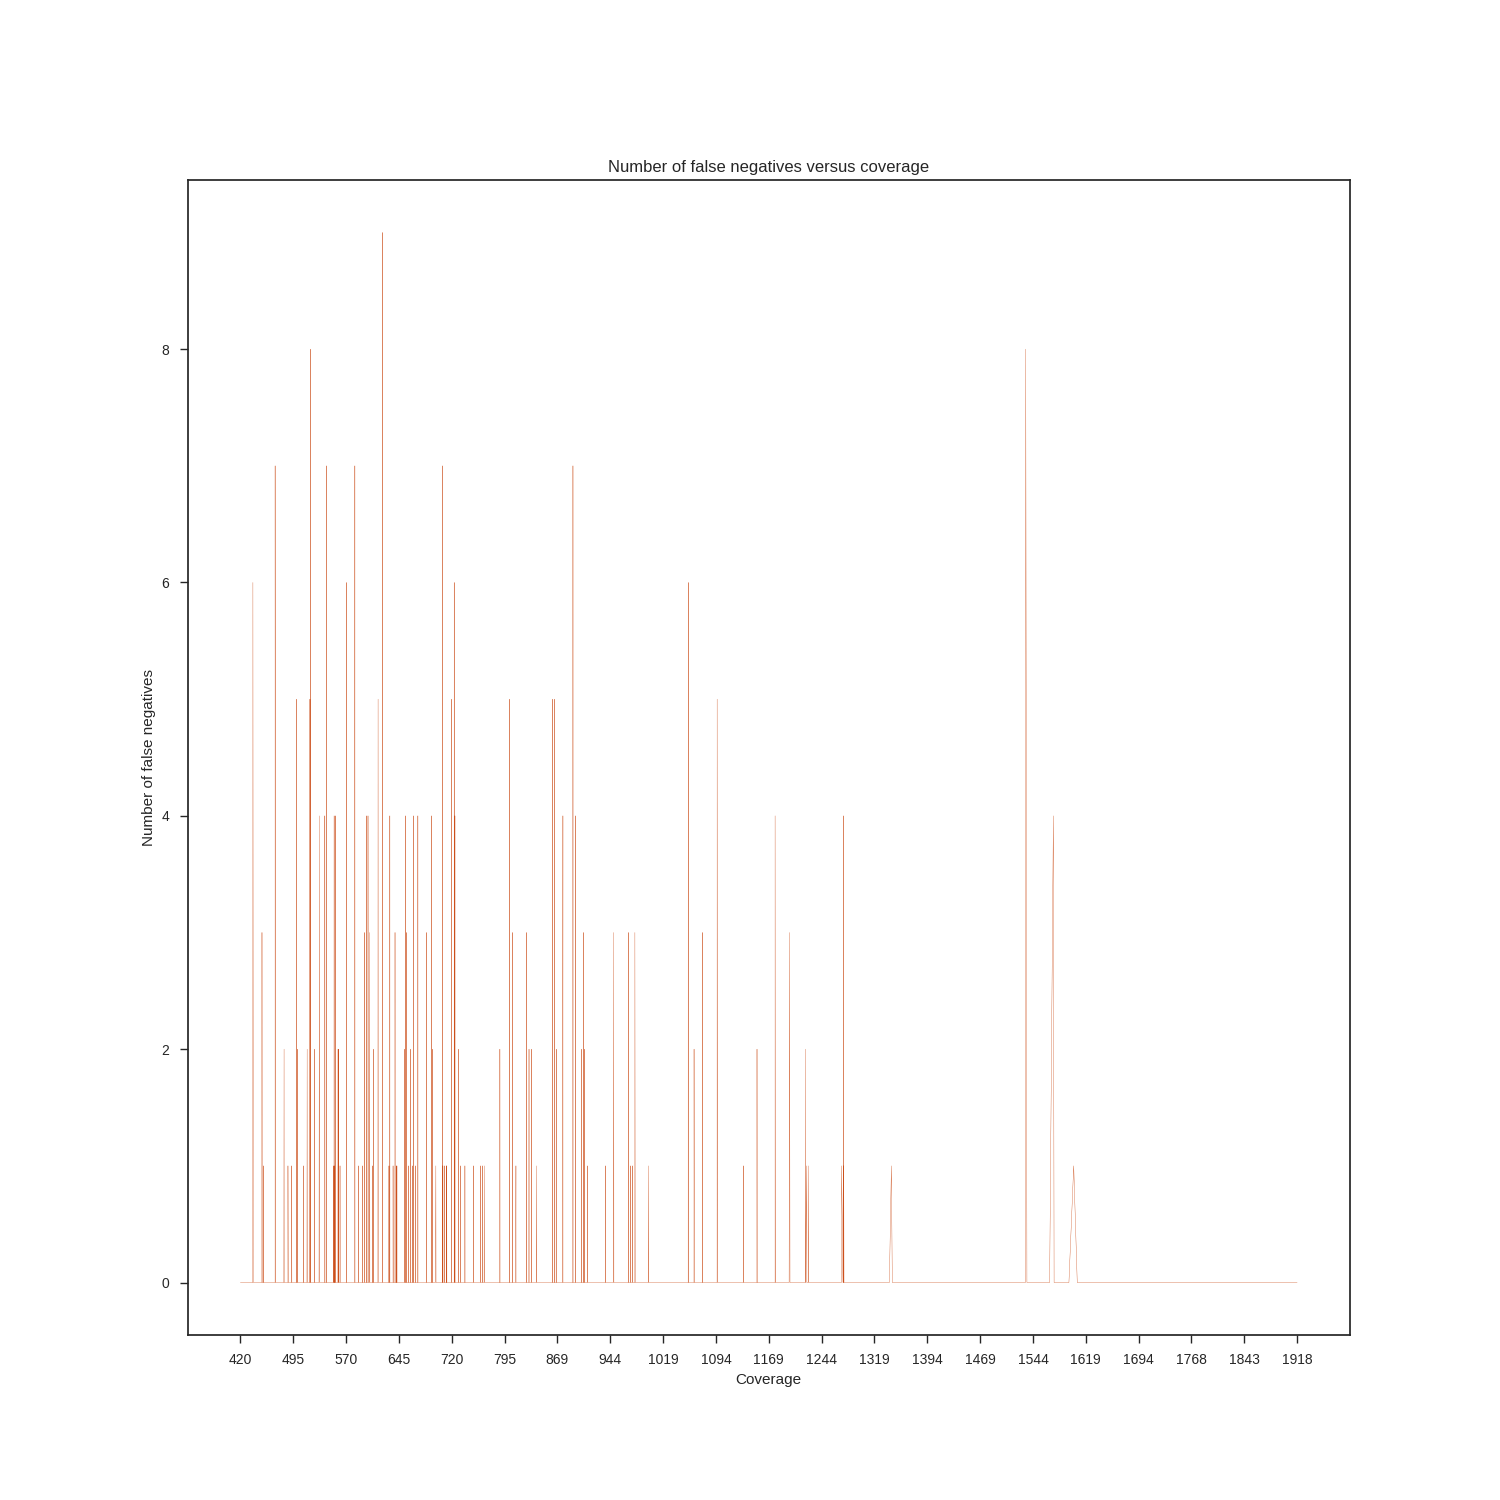 Number of false negatives versus coverage
8
6
4
2
0
Number of false negatives
420 495 570 645 720 795 869 944 1019 1094 1169 1244 1319 1394 1469 1544 1619 1694 1768 1843 1918
Coverage